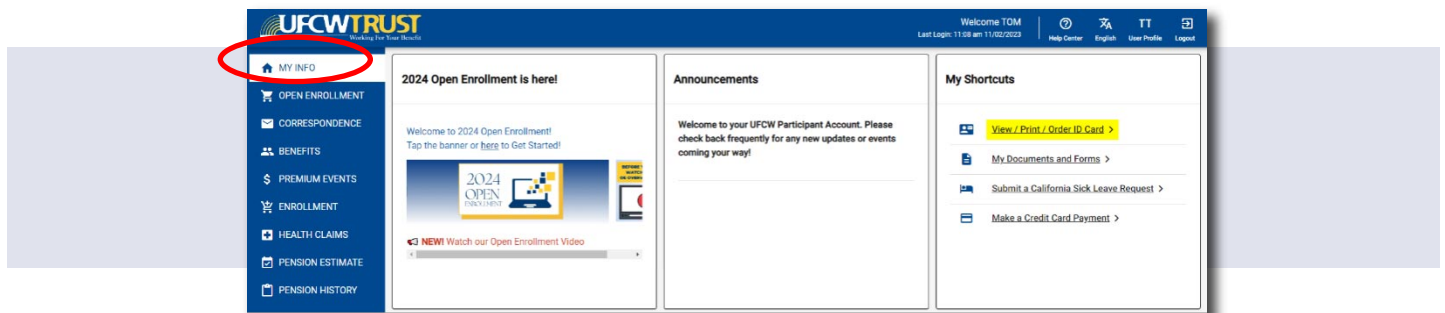 UFCWTRUST
Working For Your Benefit
Welcome TOM
Last Login: 11:08 am 11/02/2023
Help Center
English
TT
User Profile
Logout
MY INFO
OPEN ENROLLMENT
CORRESPONDENCE
BENEFITS
PREMIUM EVENTS
ENROLLMENT
HEALTH CLAIMS
PENSION ESTIMATE
PENSION HISTORY
2024 Open Enrollment is here!
Welcome to 2024 Open Enrollment!
Tap the banner or here to Get Started!
2024
OPEN
ENROLLMENT
NEW! Watch our Open Enrollment Video
Announcements
Welcome to your UFCW Participant Account. Please
check back frequently for any new updates or events
coming your way!
My Shortcuts
View / Print / Order ID Card >
My Documents and Forms >
Submit a California Sick Leave Request >
Make a Credit Card Payment >